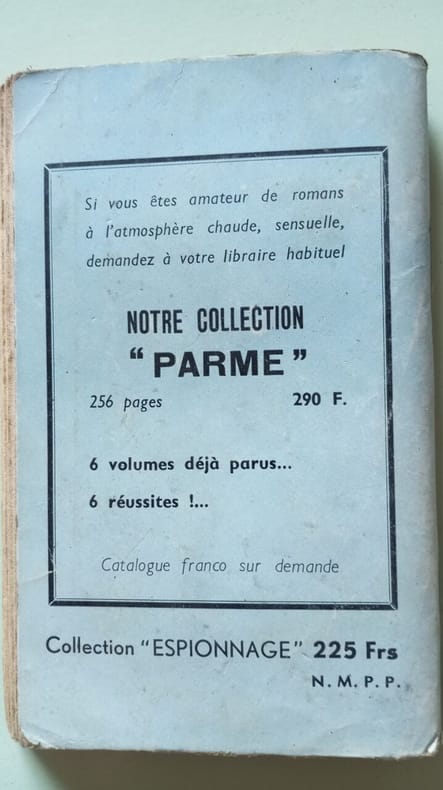 Si vous êtes amateur de romans
à l'atmosphère chaude, sensuelle,
demandez à votre libraire habituel
NOTRE COLLECTION
“ PARME ”
256 pages 290 F.
6 volumes déjà parus...
6 réussites !...
Catalogue franco sur demande
Collection "ESPIONNAGE" 225 Frs
N. M. P. P.